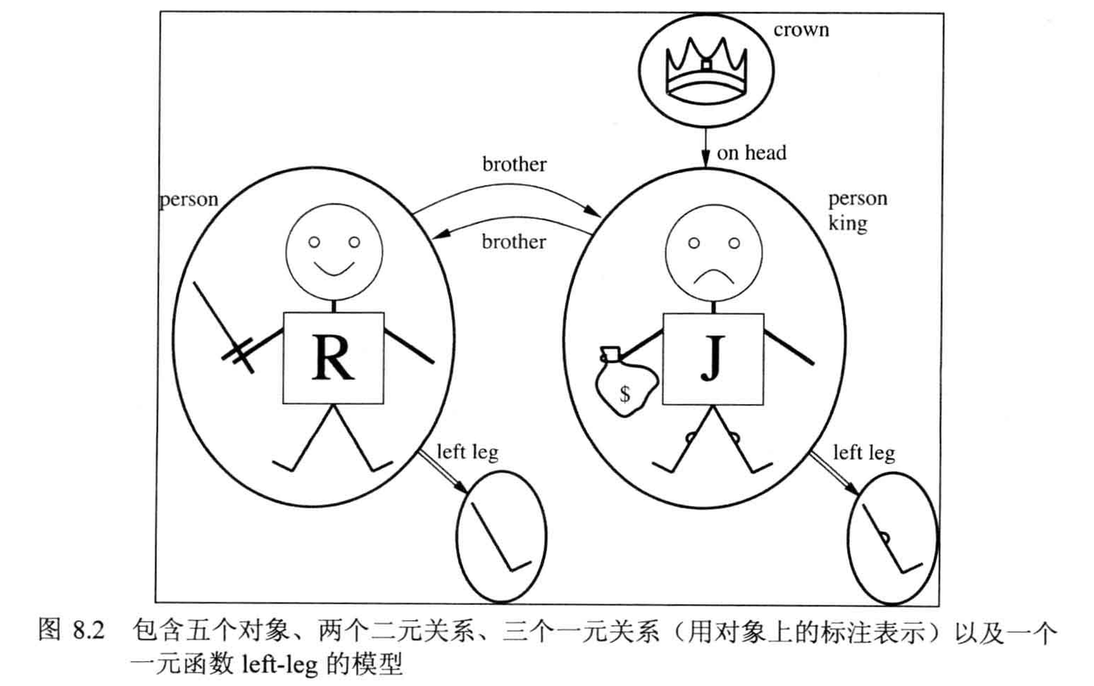 crown
on head
brother
person
person
king
brother
R
J
$
left leg
left leg
图 8.2 包含五个对象、两个二元关系、三个一元关系（用对象上的标注表示）以及一个
一元函数 left-leg 的模型